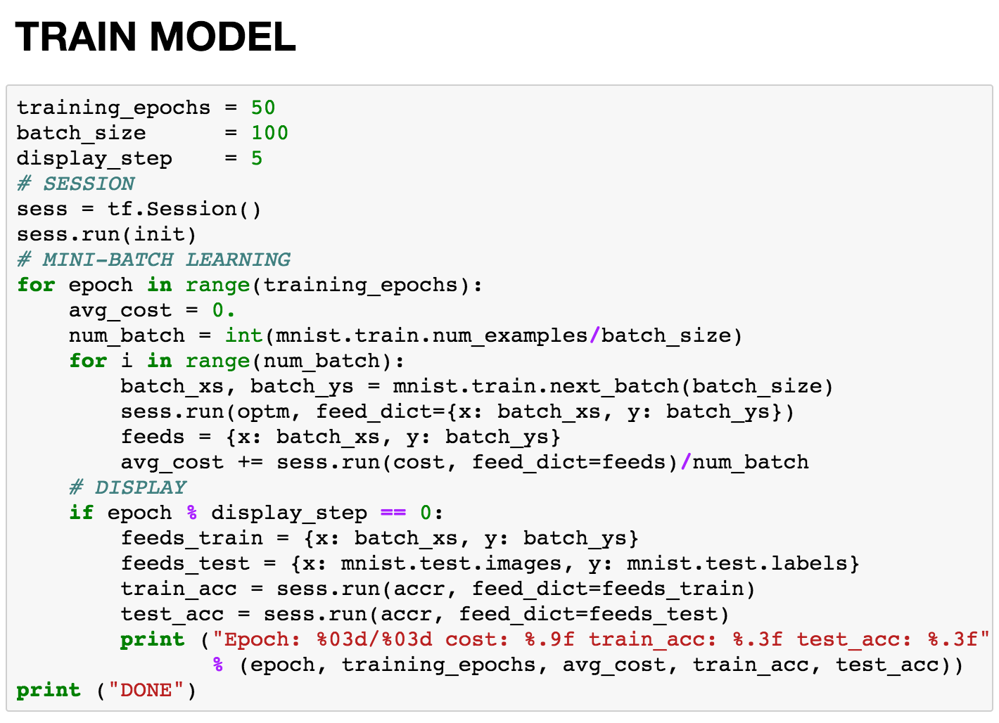 TRAIN MODEL
training_epochs = 50
batch_size      = 100
display_step    = 5
# SESSION
sess = tf.Session()
sess.run(init)
# MINI-BATCH LEARNING
for epoch in range(training_epochs):
    avg_cost = 0.
    num_batch = int(mnist.train.num_examples/batch_size)
    for i in range(num_batch):
        batch_xs, batch_ys = mnist.train.next_batch(batch_size)
        sess.run(optm, feed_dict={x: batch_xs, y: batch_ys})
        feeds = {x: batch_xs, y: batch_ys}
        avg_cost += sess.run(cost, feed_dict=feeds)/num_batch
    # DISPLAY
    if epoch % display_step == 0:
        feeds_train = {x: batch_xs, y: batch_ys}
        feeds_test = {x: mnist.test.images, y: mnist.test.labels}
        train_acc = sess.run(accr, feed_dict=feeds_train)
        test_acc = sess.run(accr, feed_dict=feeds_test)
        print ("Epoch: %03d/%03d cost: %.9f train_acc: %.3f test_acc: %.3f"
               % (epoch, training_epochs, avg_cost, train_acc, test_acc))
print ("DONE")